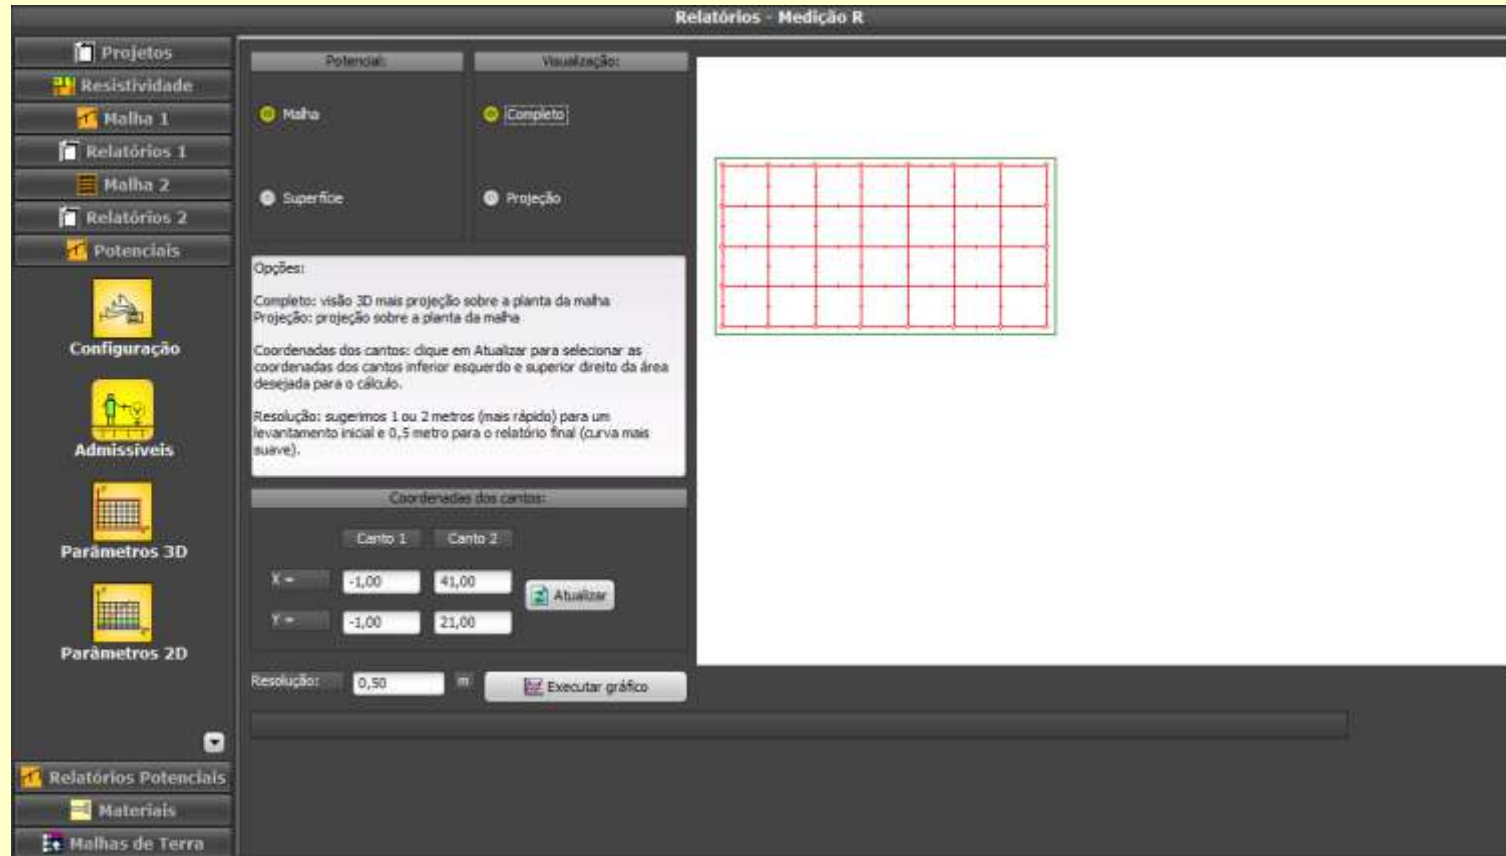 Relatórios - Medição R
Projetos
Resistividade
Malha 1
Relatórios 1
Malha 2
Relatórios 2
Potenciais
Configuração
Admissíveis
Parâmetros 3D
Parâmetros 2D
Relatórios Potenciais
Materiais
Malhas de Terra
Potencial:
Visualização:
Malha
Completo
Superfície
Projeção
Opções:
Completo: visão 3D mais projeção sobre a planta da malha
Projeção: projeção sobre a planta da malha
Coordenadas dos cantos: clique em Atualizar para selecionar as
coordenadas dos cantos inferior esquerdo e superior direito da área
desejada para o cálculo.
Resolução: sugerimos 1 ou 2 metros (mais rápido) para um
levantamento inicial e 0,5 metro para o relatório final (curva mais
suave).
Coordenadas dos cantos:
Canto 1 Canto 2
X = -1,00 41,00
Atualizar
Y = -1,00 21,00
Resolução: 0,50 m Executar gráfico